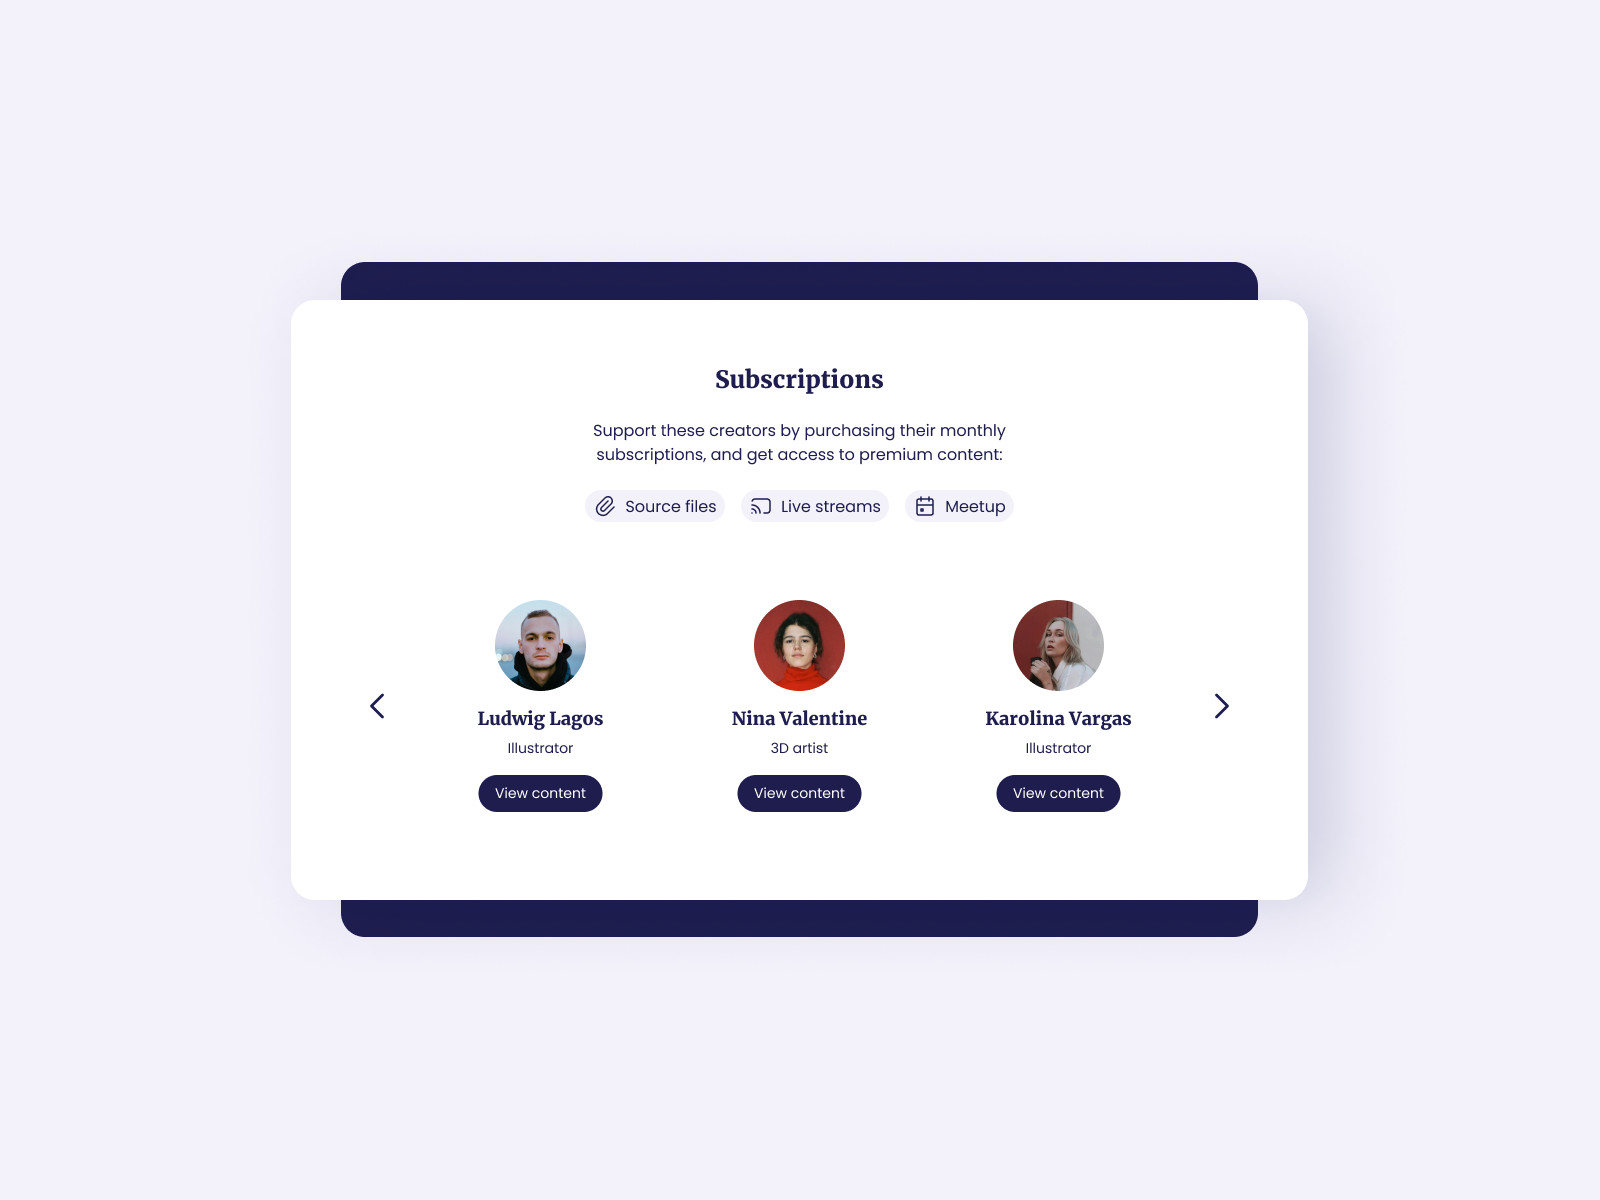 Subscriptions
Support these creators by purchasing their monthly
subscriptions, and get access to premium content:
Source files
Live streams
Meetup
Ludwig Lagos
Illustrator
View content
Nina Valentine
3D artist
View content
Karolina Vargas
Illustrator
View content